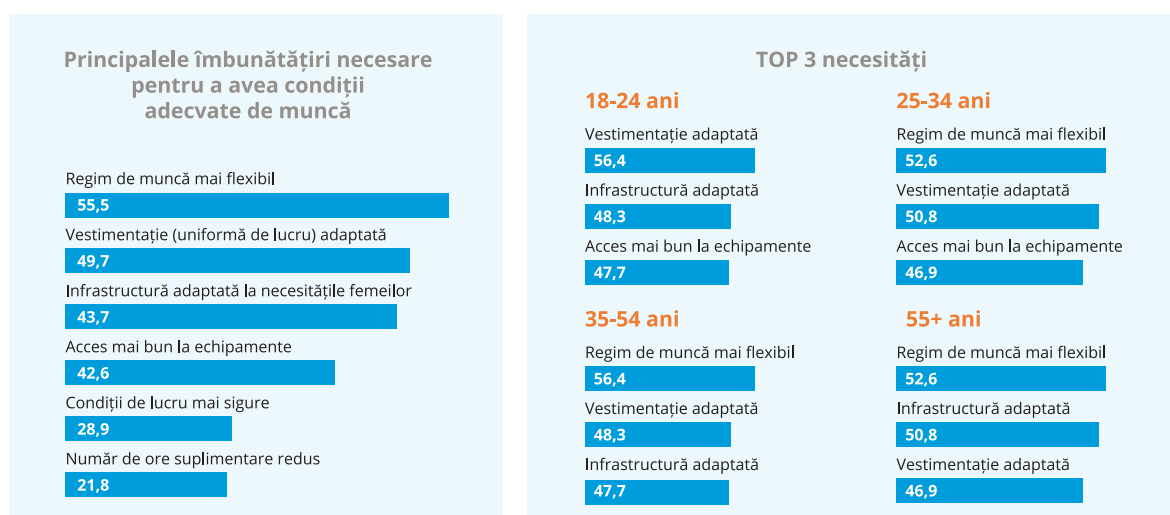 Principalele îmbunătățiri necesare
pentru a avea condiții
adecvate de muncă
Regim de muncă mai flexibil
55,5
Vestimentație (uniformă de lucru) adaptată
49,7
Infrastructură adaptată la necesitățile femeilor
43,7
Acces mai bun la echipamente
42,6
Condiții de lucru mai sigure
28,9
Număr de ore suplimentare redus
21,8
TOP 3 necesități
18-24 ani
Vestimentație adaptată
56,4
Infrastructură adaptată
48,3
Acces mai bun la echipamente
47,7
25-34 ani
Regim de muncă mai flexibil
52,6
Vestimentație adaptată
50,8
Acces mai bun la echipamente
46,9
35-54 ani
Regim de muncă mai flexibil
56,4
Vestimentație adaptată
48,3
Infrastructură adaptată
47,7
55+ ani
Regim de muncă mai flexibil
52,6
Infrastructură adaptată
50,8
Vestimentație adaptată
46,9